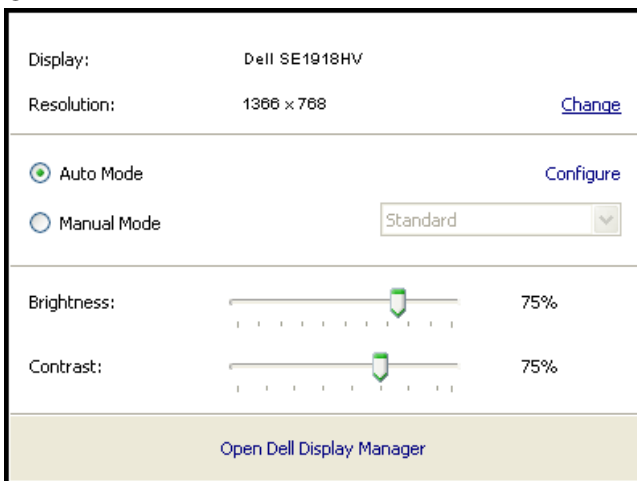 Display: Dell SE1918HV
Resolution: 1366 x 768 Change
Auto Mode Configure
Manual Mode Standard
Brightness: 75%
Contrast: 75%
Open Dell Display Manager